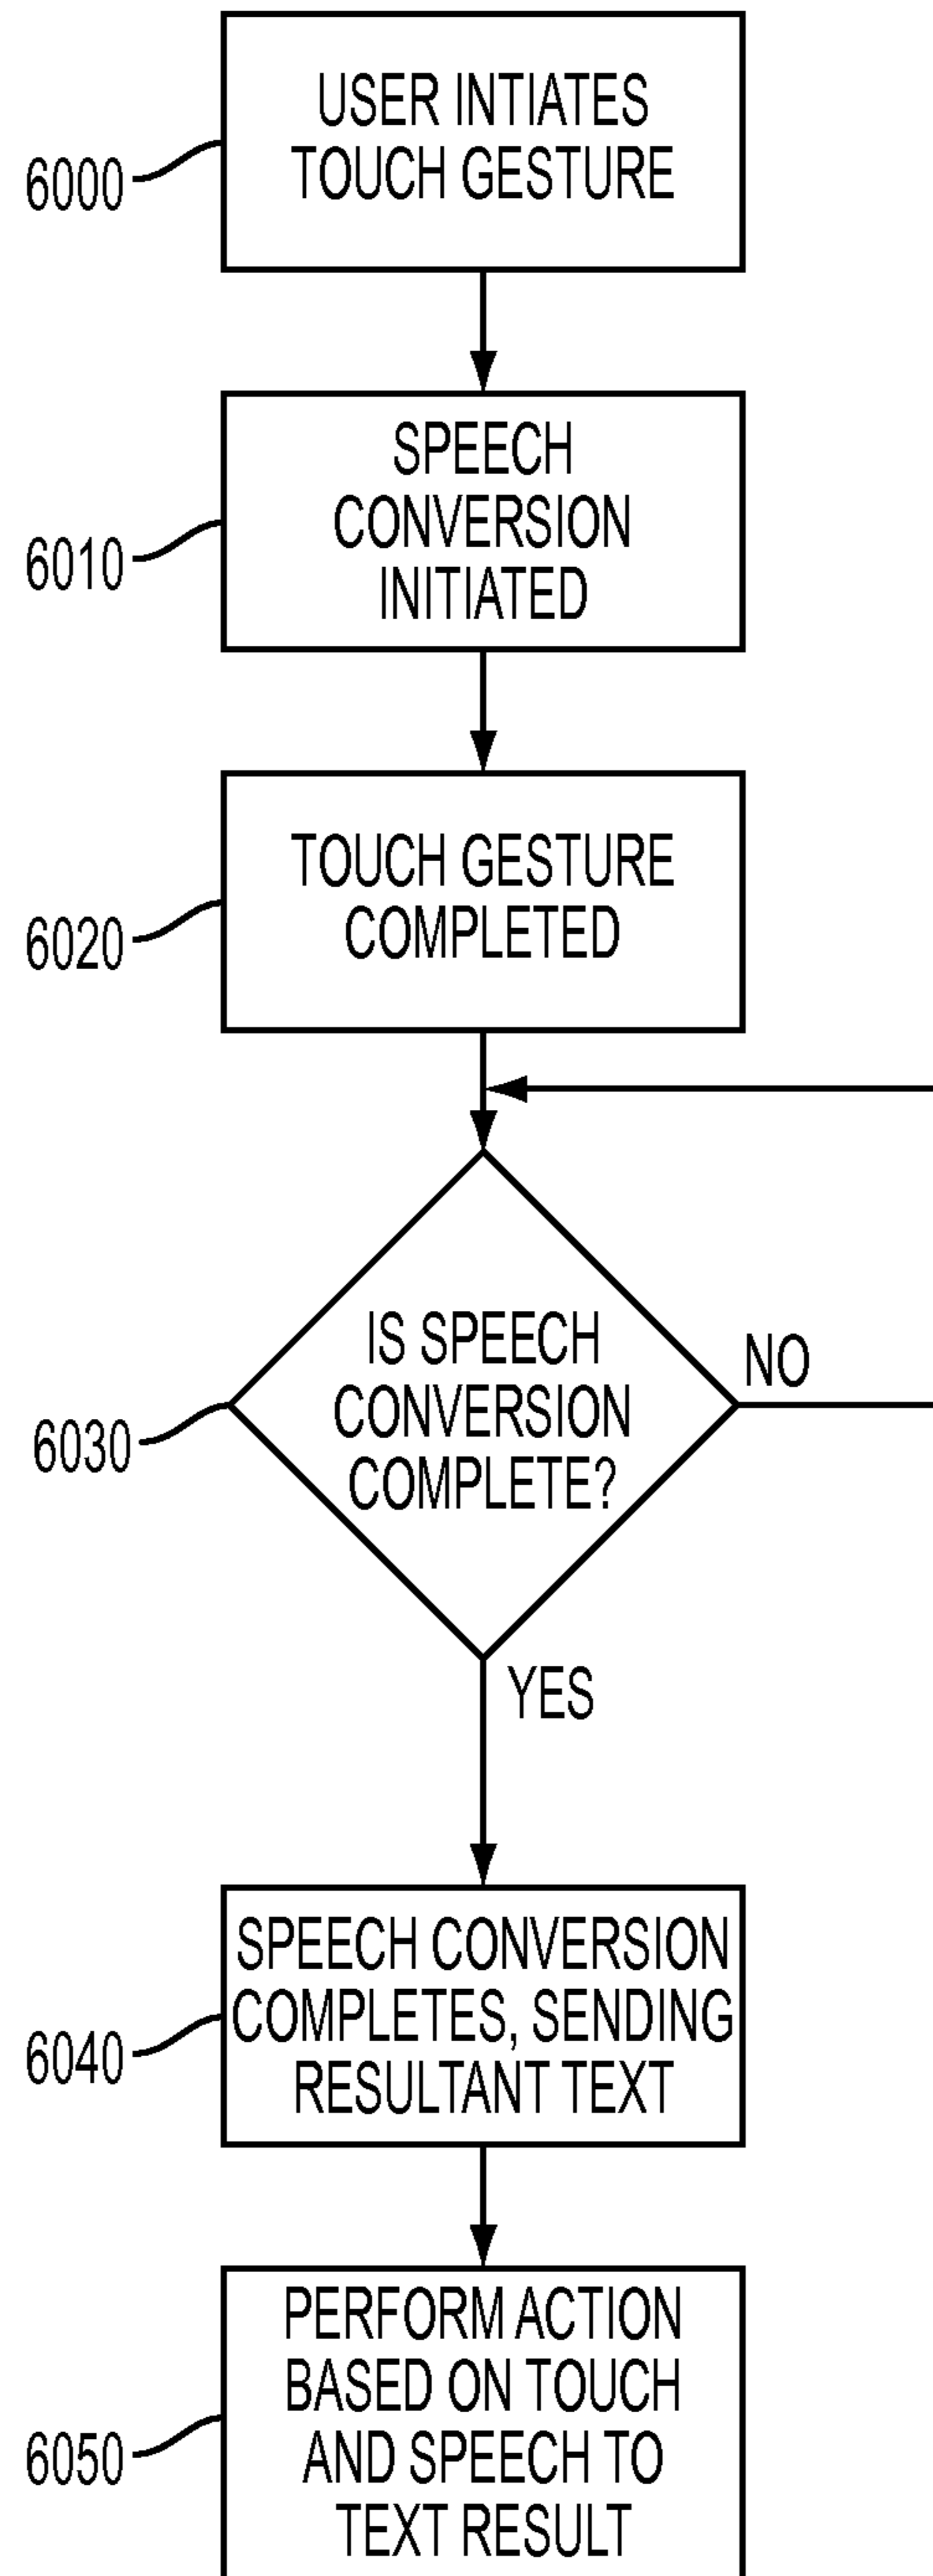 USER INTIATES
TOUCH GESTURE
6000
SPEECH
CONVERSION
INITIATED
6010
TOUCH GESTURE
COMPLETED
6020
IS SPEECH
CONVERSION
COMPLETE?
6030
NO
YES
SPEECH CONVERSION
COMPLETES, SENDING
RESULTANT TEXT
6040
PERFORM ACTION
BASED ON TOUCH
AND SPEECH TO
TEXT RESULT
6050